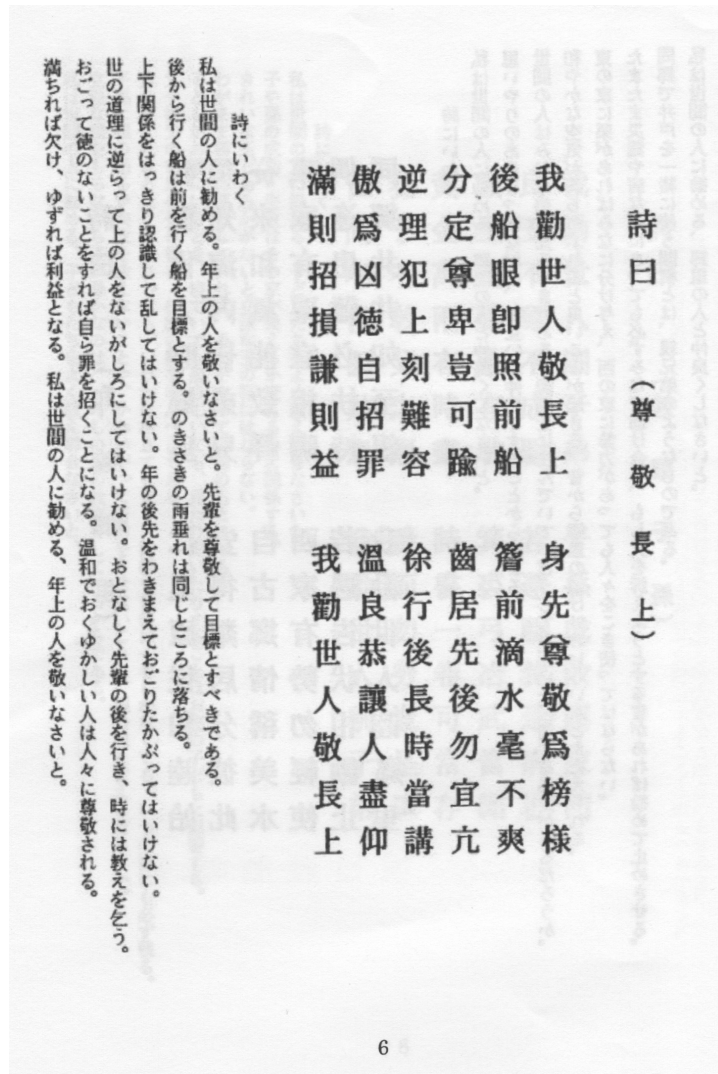 詩曰　（尊敬長上）
我勸世人敬長上　身先尊敬爲榜樣
後船眼卽照前船　簷前滴水毫不爽
分定尊卑豈可踰　齒居先後勿宜亢
逆理犯上刻難容　徐行後長時當講
傲爲凶徳自招罪　溫良恭讓人盡仰
滿則招損謙則益　我勸世人敬長上
詩にいわく
私は世間の人に勧める。年上の人を敬いなさいと。先輩を尊敬して目標とすべきである。
後から行く船は前を行く船を目標とする。のきさきの雨垂れは同じところに落ちる。
上下関係をはっきり認識して乱してはいけない。年の後先をわきまえておごりたかぶってはいけない。
世の道理に逆らって上の人をないがしろにしてはいけない。おとなしく先輩の後を行き、時には教えを乞う。
おごって徳のないことをすれば自ら罪を招くことになる。温和でおくゆかしい人は人々に尊敬される。
満ちれば欠け、ゆずれば利益となる。私は世間の人に勧める、年上の人を敬いなさいと。
6